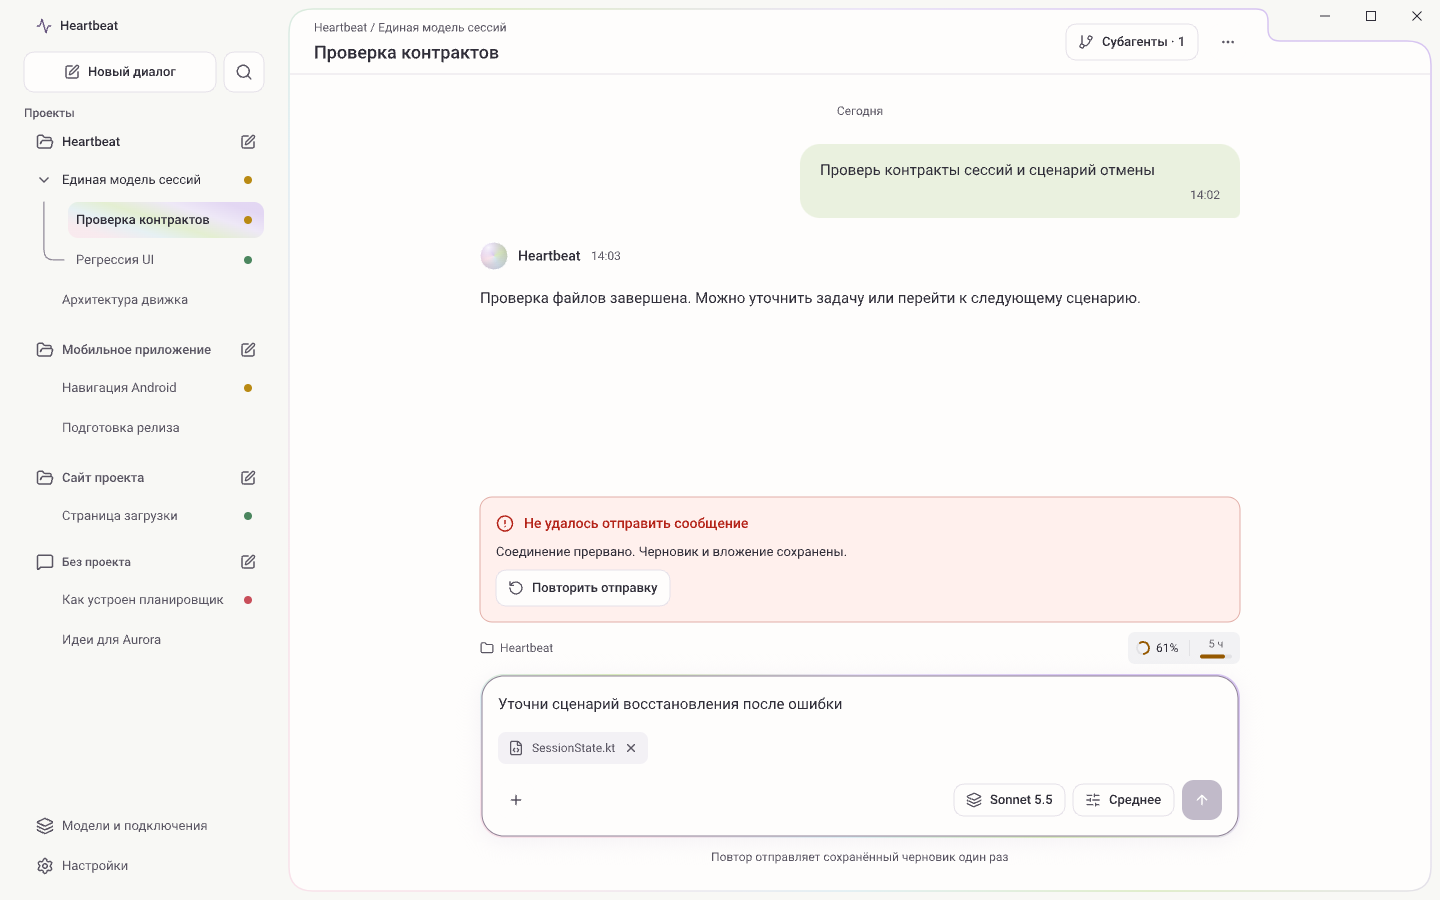 Heartbeat
Новый диалог
Проекты
Heartbeat
Единая модель сессий
Проверка контрактов
Регрессия UI
Архитектура движка
Мобильное приложение
Навигация Android
Подготовка релиза
Сайт проекта
Страница загрузки
Без проекта
Как устроен планировщик
Идеи для Aurora
Модели и подключения
Настройки
Heartbeat / Единая модель сессий
Проверка контрактов
Субагенты · 1
Сегодня
Проверь контракты сессий и сценарий отмены
14:02
Heartbeat 14:03
Проверка файлов завершена. Можно уточнить задачу или перейти к следующему сценарию.
Не удалось отправить сообщение
Соединение прервано. Черновик и вложение сохранены.
Повторить отправку
Heartbeat
61%
5 ч
Уточни сценарий восстановления после ошибки
SessionState.kt
Sonnet 5.5
Среднее
Повтор отправляет сохранённый черновик один раз